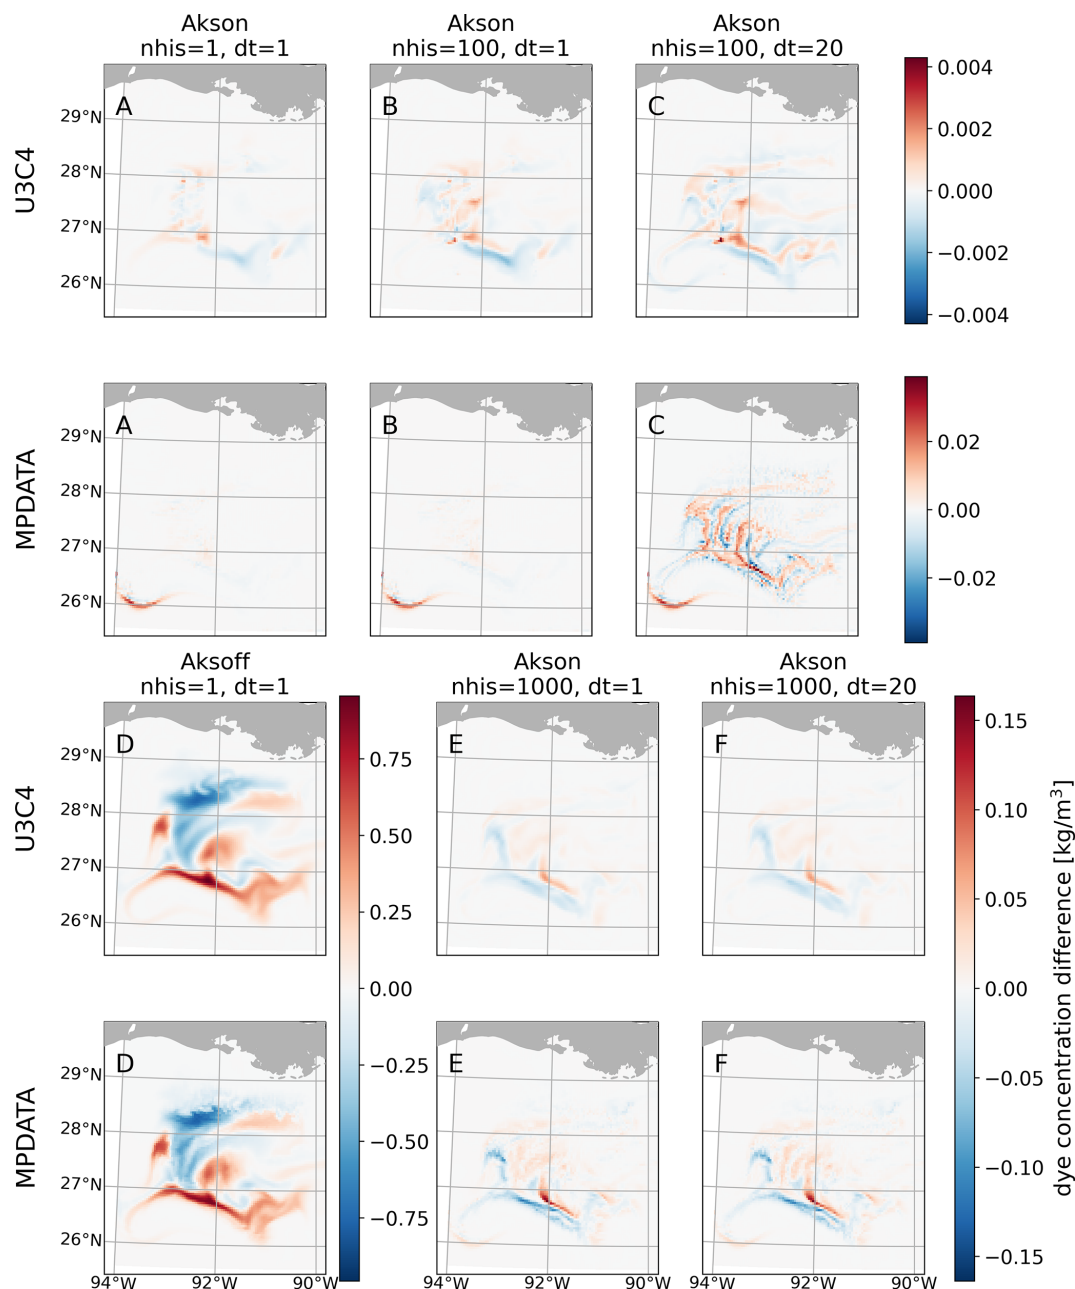 Akson
nhis=1, dt=1
Akson
nhis=100, dt=1
Akson
nhis=100, dt=20
U3C4
A
B
C
29°N
28°N
27°N
26°N
0.004
0.002
0.000
−0.002
−0.004
MPDATA
A
B
C
29°N
28°N
27°N
26°N
0.02
0.00
−0.02
Aksoff
nhis=1, dt=1
Akson
nhis=1000, dt=1
Akson
nhis=1000, dt=20
U3C4
D
E
F
29°N
28°N
27°N
26°N
MPDATA
D
E
F
29°N
28°N
27°N
26°N
94°W
92°W
90°W
94°W
92°W
90°W
94°W
92°W
90°W
0.75
0.50
0.25
0.00
−0.25
−0.50
−0.75
0.15
0.10
0.05
0.00
−0.05
−0.10
−0.15
dye concentration difference [kg/m³]